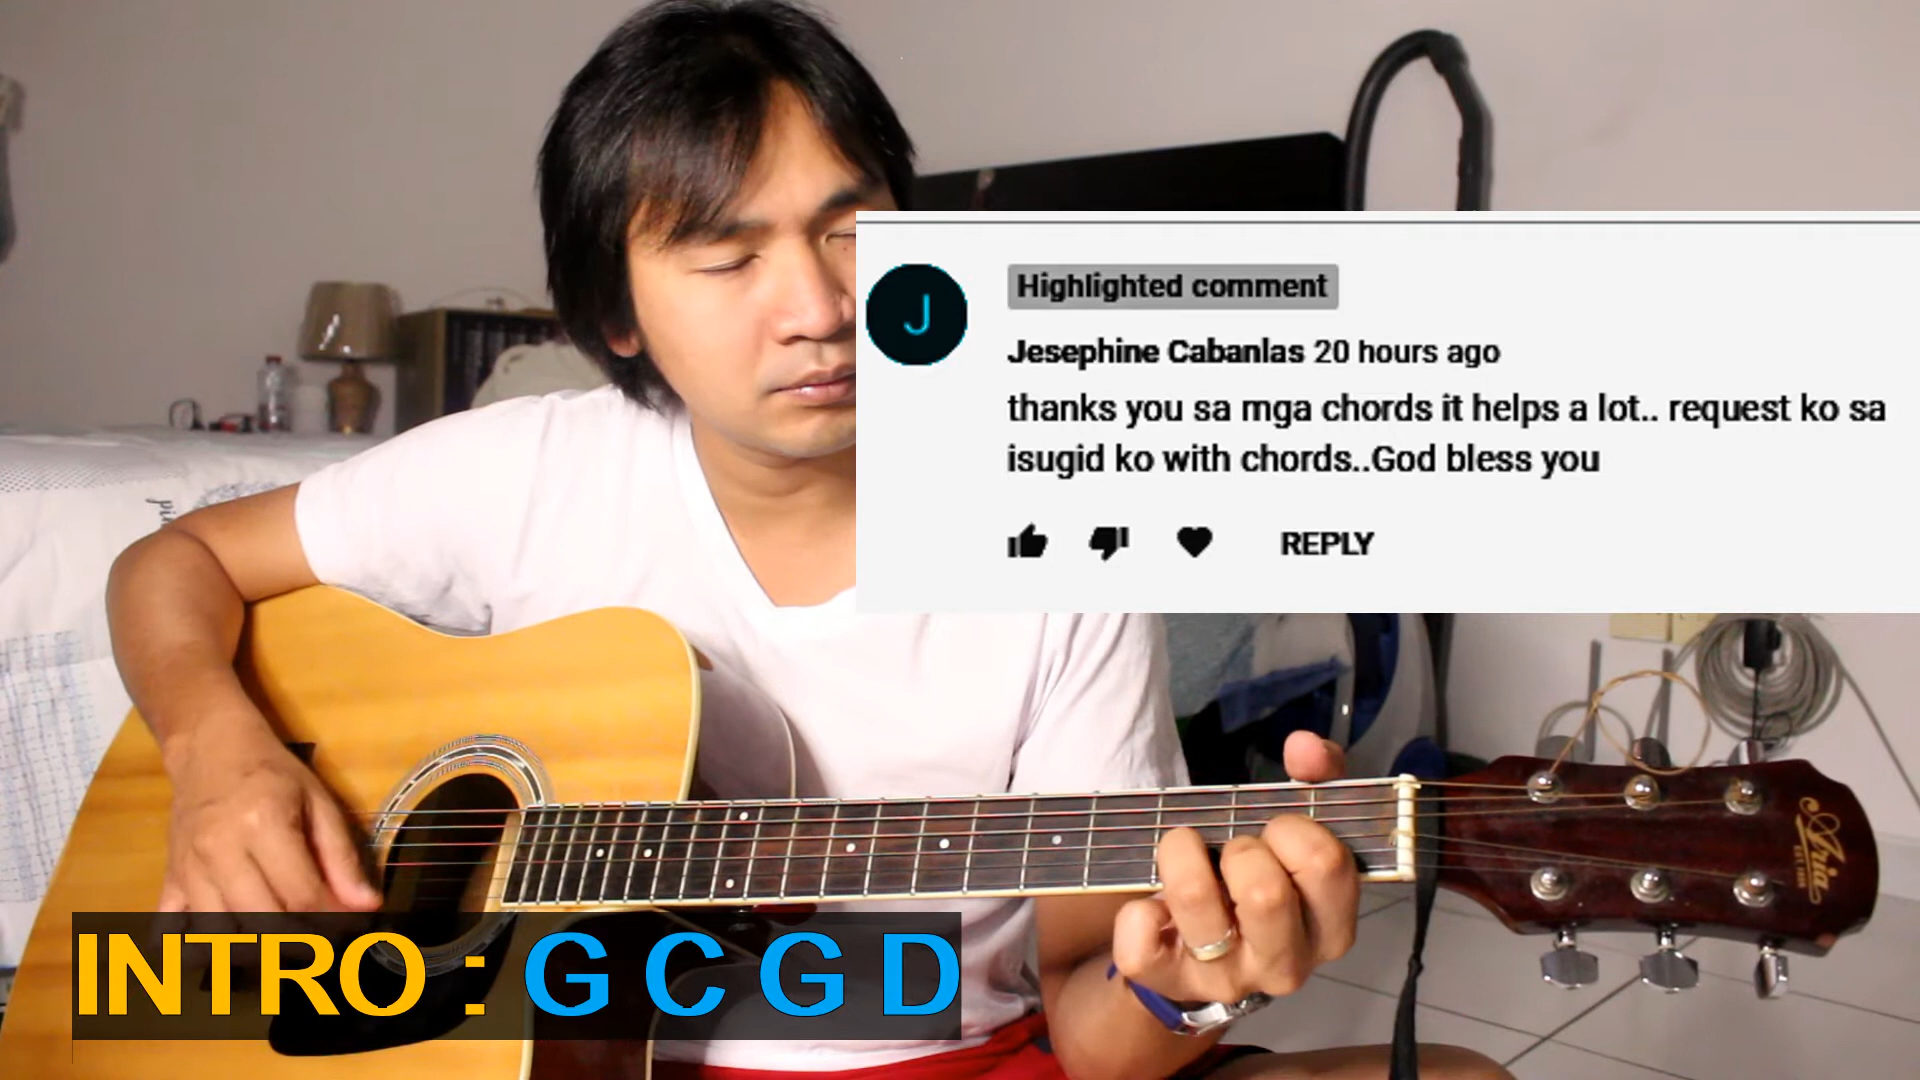 J
Highlighted comment
Jesephine Cabanlas 20 hours ago
thanks you sa mga chords it helps a lot.. request ko sa
isugid ko with chords..God bless you
REPLY
Aria
INTRO : G C G D